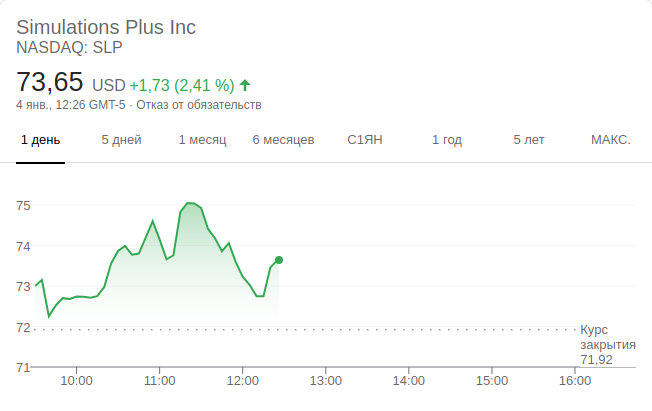 Simulations Plus Inc
NASDAQ: SLP
73,65 USD +1,73 (2,41 %)
4 янв., 12:26 GMT-5 · Отказ от обязательств
1 день 5 дней 1 месяц 6 месяцев С1ЯН 1 год 5 лет МАКС.
75
74
73
72
71
Курс
закрытия
71,92
10:00 11:00 12:00 13:00 14:00 15:00 16:00